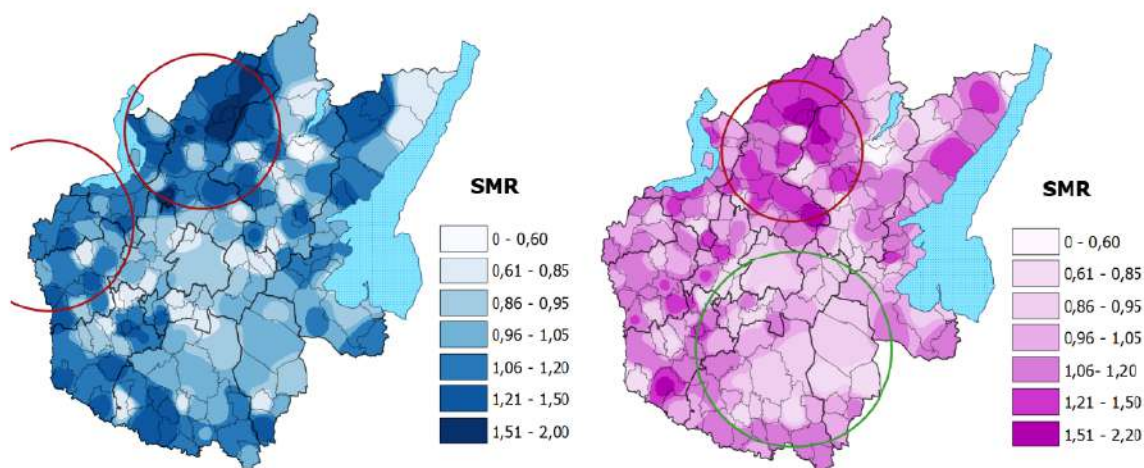 SMR
0 - 0,60
0,61 - 0,85
0,86 - 0,95
0,96 - 1,05
1,06 - 1,20
1,21 - 1,50
1,51 - 2,00
SMR
0 - 0,60
0,61 - 0,85
0,86 - 0,95
0,96 - 1,05
1,06- 1,20
1,21 - 1,50
1,51 - 2,20